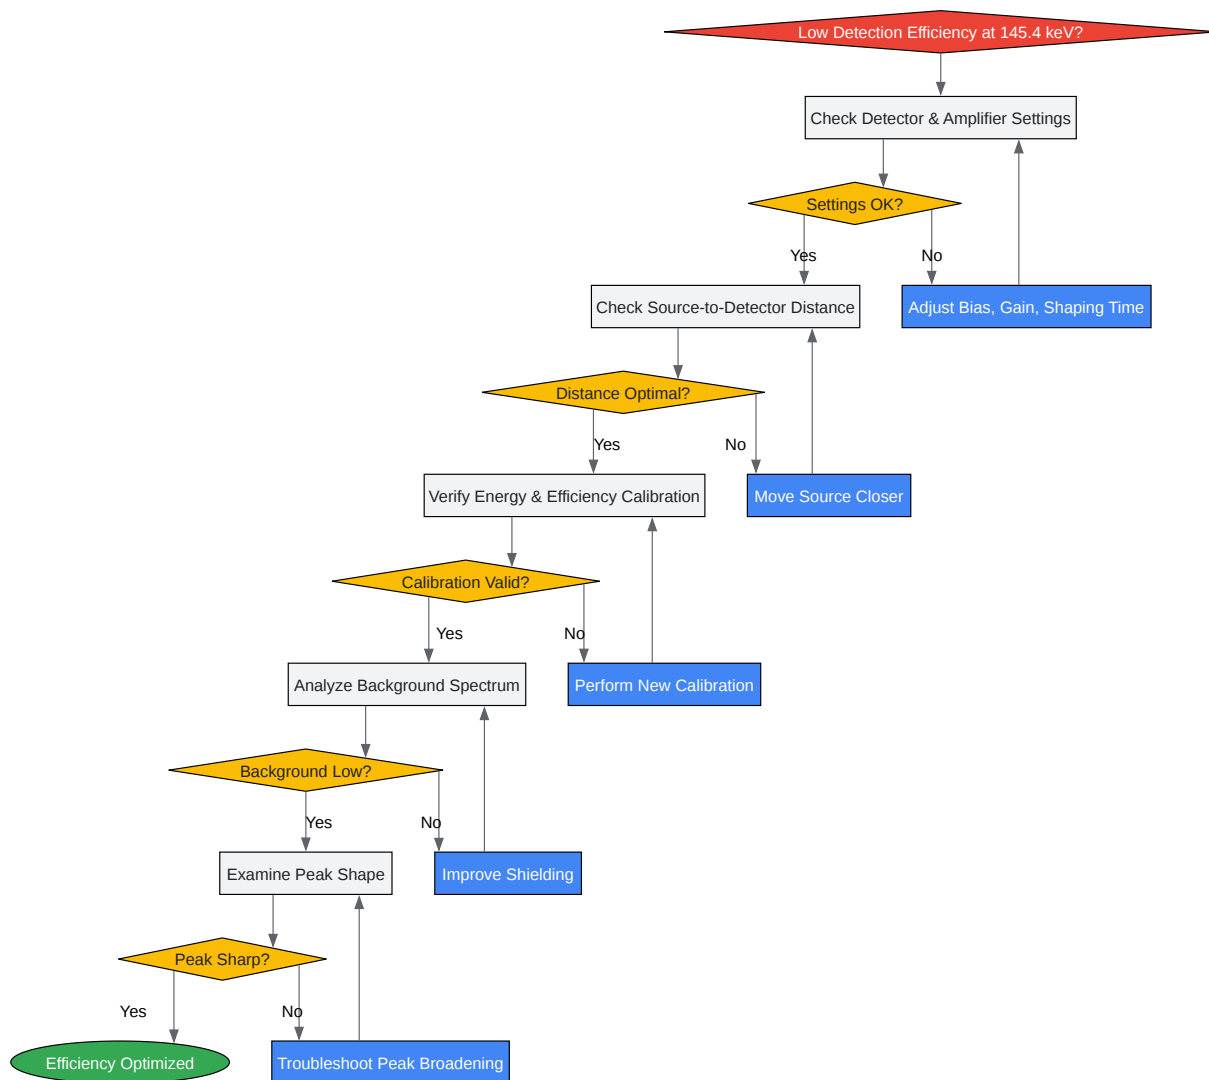 Low Detection Efficiency at 145.4 keV?
Check Detector & Amplifier Settings
Settings OK?
Yes
No
Check Source-to-Detector Distance
Adjust Bias, Gain, Shaping Time
Distance Optimal?
Yes
No
Verify Energy & Efficiency Calibration
Move Source Closer
Calibration Valid?
Yes
No
Analyze Background Spectrum
Perform New Calibration
Background Low?
Yes
No
Examine Peak Shape
Improve Shielding
Peak Sharp?
Yes
No
Efficiency Optimized
Troubleshoot Peak Broadening